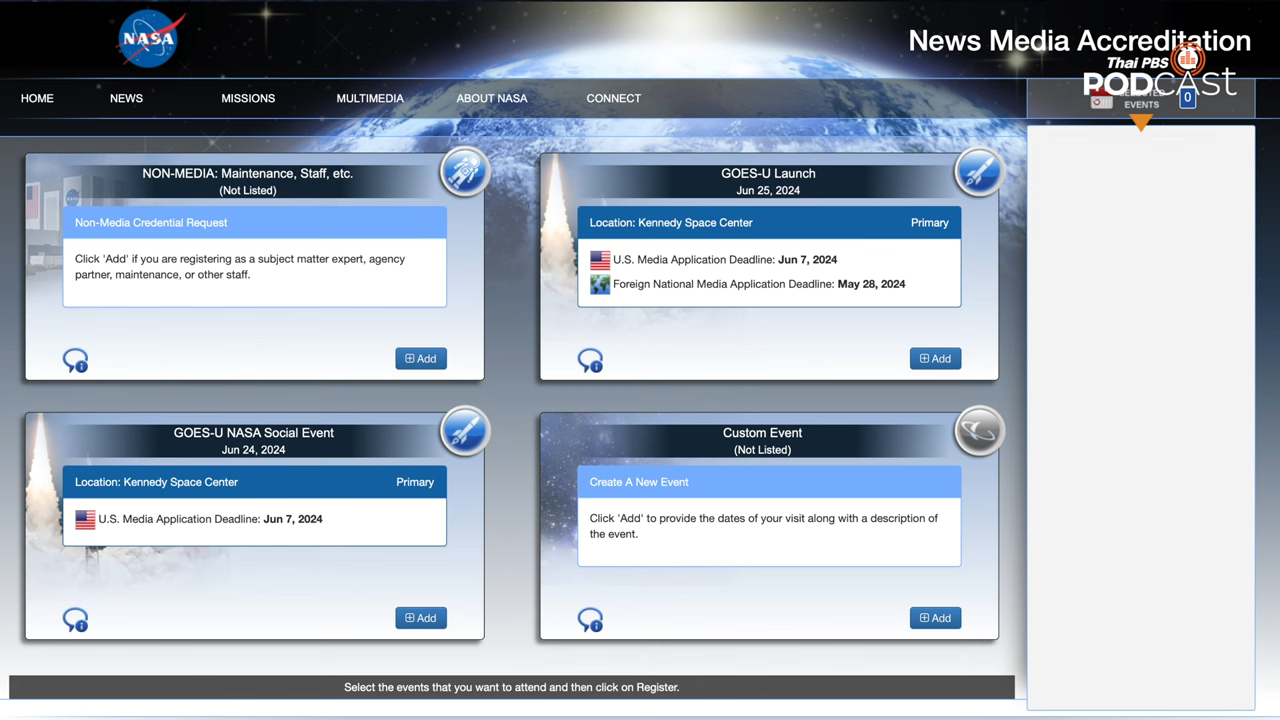 NASA
News Media Accreditation
Thai PBS
PODCAST
HOME
NEWS
MISSIONS
MULTIMEDIA
ABOUT NASA
CONNECT
SELECTED
EVENTS
0
NON-MEDIA: Maintenance, Staff, etc.
(Not Listed)
Non-Media Credential Request
Click 'Add' if you are registering as a subject matter expert, agency
partner, maintenance, or other staff.
Add
GOES-U Launch
Jun 25, 2024
Location: Kennedy Space Center Primary
U.S. Media Application Deadline: Jun 7, 2024
Foreign National Media Application Deadline: May 28, 2024
Add
GOES-U NASA Social Event
Jun 24, 2024
Location: Kennedy Space Center Primary
U.S. Media Application Deadline: Jun 7, 2024
Add
Custom Event
(Not Listed)
Create A New Event
Click 'Add' to provide the dates of your visit along with a description of
the event.
Add
Select the events that you want to attend and then click on Register.